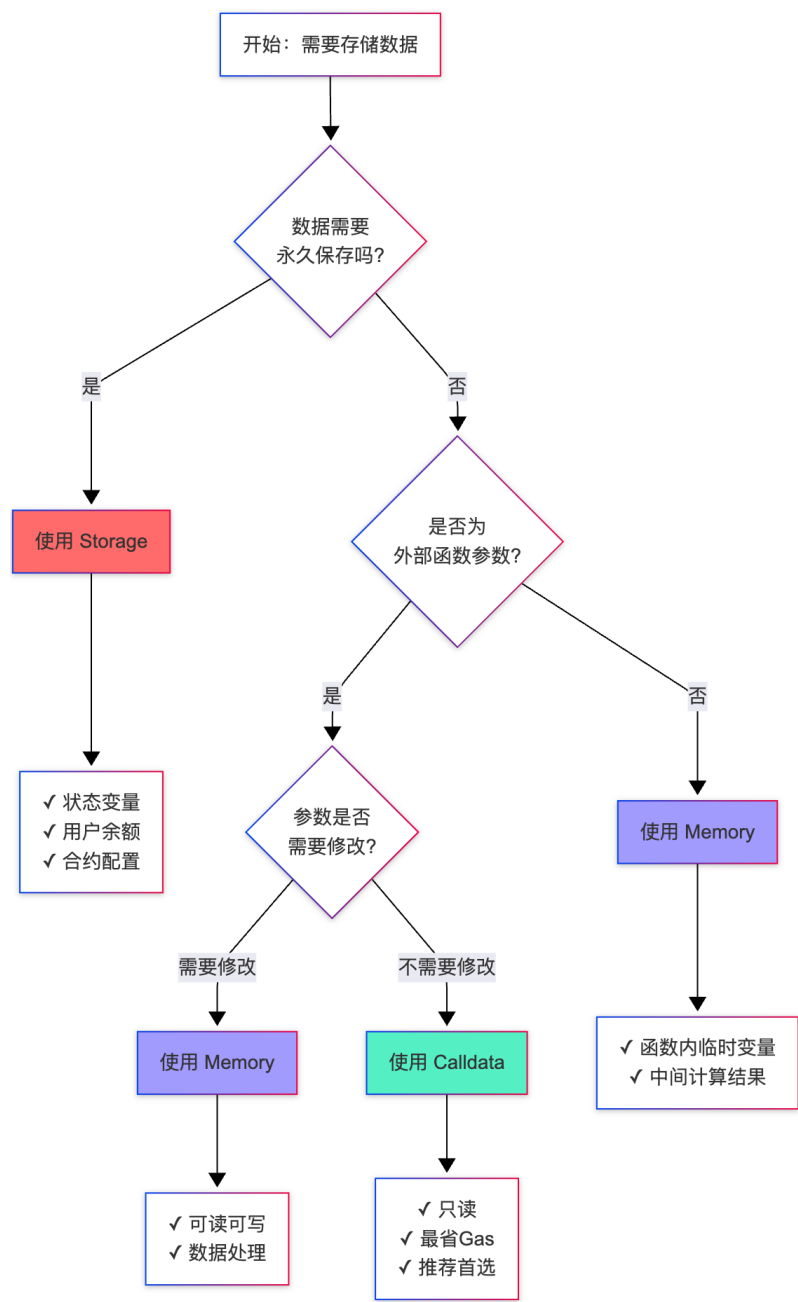 开始：需要存储数据
数据需要
永久保存吗?
是
否
使用 Storage
是否为
外部函数参数?
是
否
✓ 状态变量
✓ 用户余额
✓ 合约配置
参数是否
需要修改?
使用 Memory
需要修改
不需要修改
使用 Memory
使用 Calldata
✓ 函数内临时变量
✓ 中间计算结果
✓ 可读可写
✓ 数据处理
✓ 只读
✓ 最省Gas
✓ 推荐首选